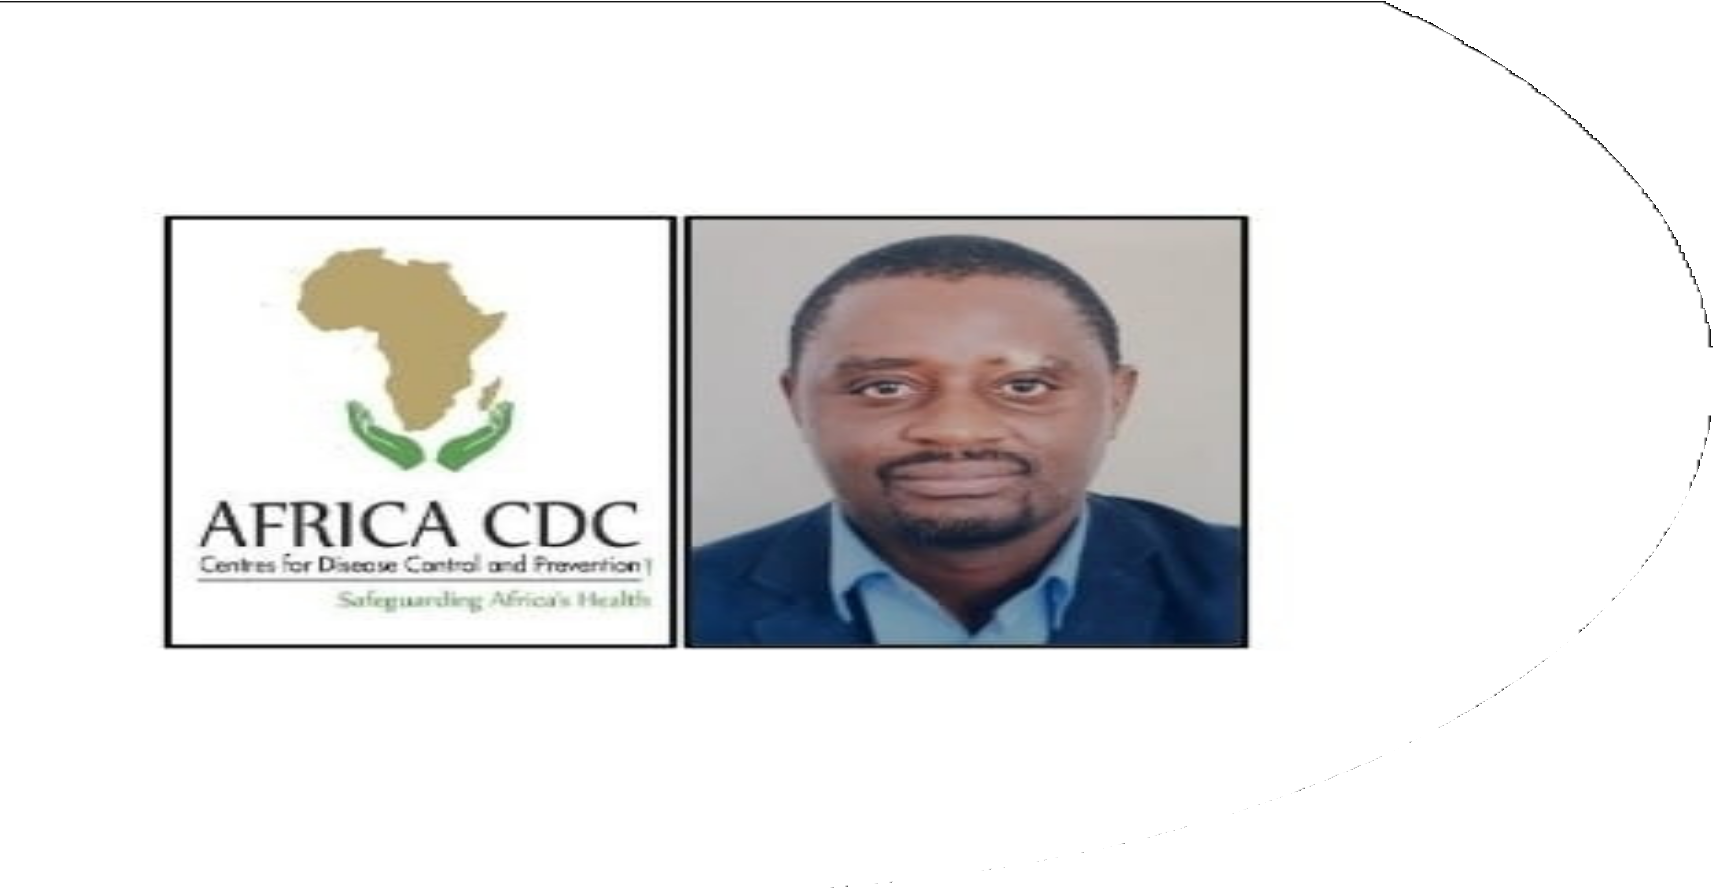 AFRICA CDC
Centres for Disease Control and Prevention
Safeguarding Africa's Health